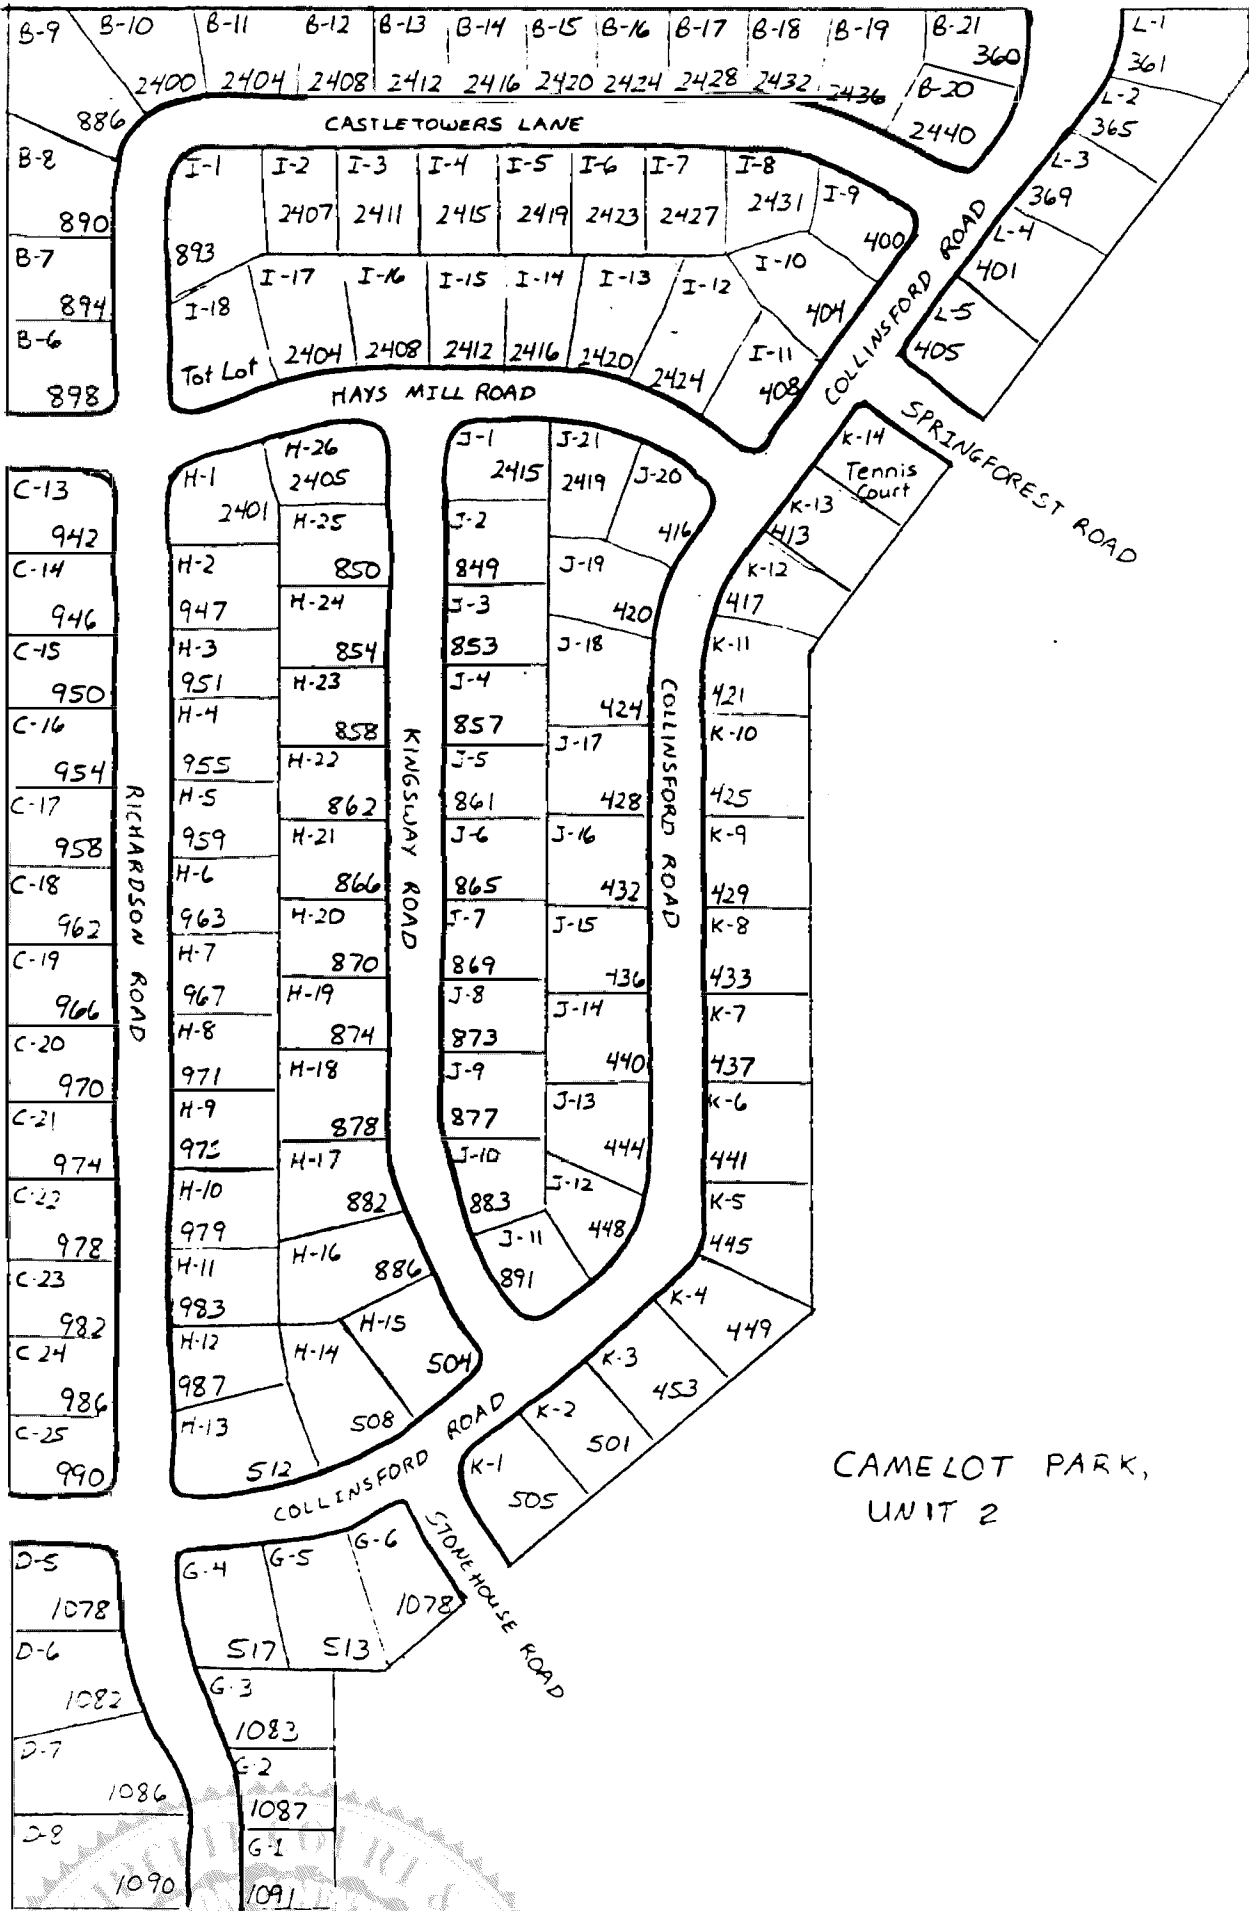 B-9 B-10 B-11 B-12 B-13 B-14 B-15 B-16 B-17 B-18 B-19 B-21 L-1
360 361
886 2400 2404 2408 2412 2416 2420 2424 2428 2432 2436 B-20 L-2
CASTLETOWERS LANE 2440 365
B-8 I-1 I-2 I-3 I-4 I-5 I-6 I-7 I-8 I-9 L-3
890 2407 2411 2415 2419 2423 2427 2431 400 369
B-7 893 L-4
894 I-18 I-17 I-16 I-15 I-14 I-13 I-12 I-10 401
COLLINSFORD ROAD
B-6 404 L-5
898 Tot Lot 2404 2408 2412 2416 2420 2424 I-11 405
HAYS MILL ROAD 408
SPRINGFOREST ROAD
C-13 H-1 H-26 J-1 J-21 J-20 K-14
942 2401 2405 2415 2419 416 Tennis
Court
C-14 H-2 H-25 J-2 J-19 K-13
946 947 850 849 420 413
C-15 H-3 H-24 J-3 J-18 K-12
950 951 854 853 424 417
C-16 H-4 H-23 J-4 J-17 K-11
954 955 858 857 428 421
RICHARDSON ROAD
KINGSWAY ROAD
COLLINSFORD ROAD
C-17 H-5 H-22 J-5 J-16 K-10
958 959 862 861 432 425
C-18 H-6 H-21 J-6 J-15 K-9
962 963 866 865 436 429
C-19 H-7 H-20 J-7 J-14 K-8
966 967 870 869 440 433
C-20 H-8 H-19 J-8 J-13 K-7
970 971 874 873 444 437
C-21 H-9 H-18 J-9 J-12 K-6
974 975 878 877 448 441
C-22 H-10 H-17 J-10 K-5
978 979 882 883 445
C-23 H-11 H-16 J-11 K-4
982 983 886 891 449
C-24 H-12 H-14 H-15 K-3
986 987 508 504 453
C-25 H-13 K-2
990 512 501
COLLINSFORD ROAD K-1
505
CAMELOT PARK,
UNIT 2
STONEHOUSE ROAD
D-5 G-4 G-5 G-6
1078 517 513 1078
D-6 G-3
1082 1083
D-7 G-2
1086 1087
D-8 G-1
1090 1091